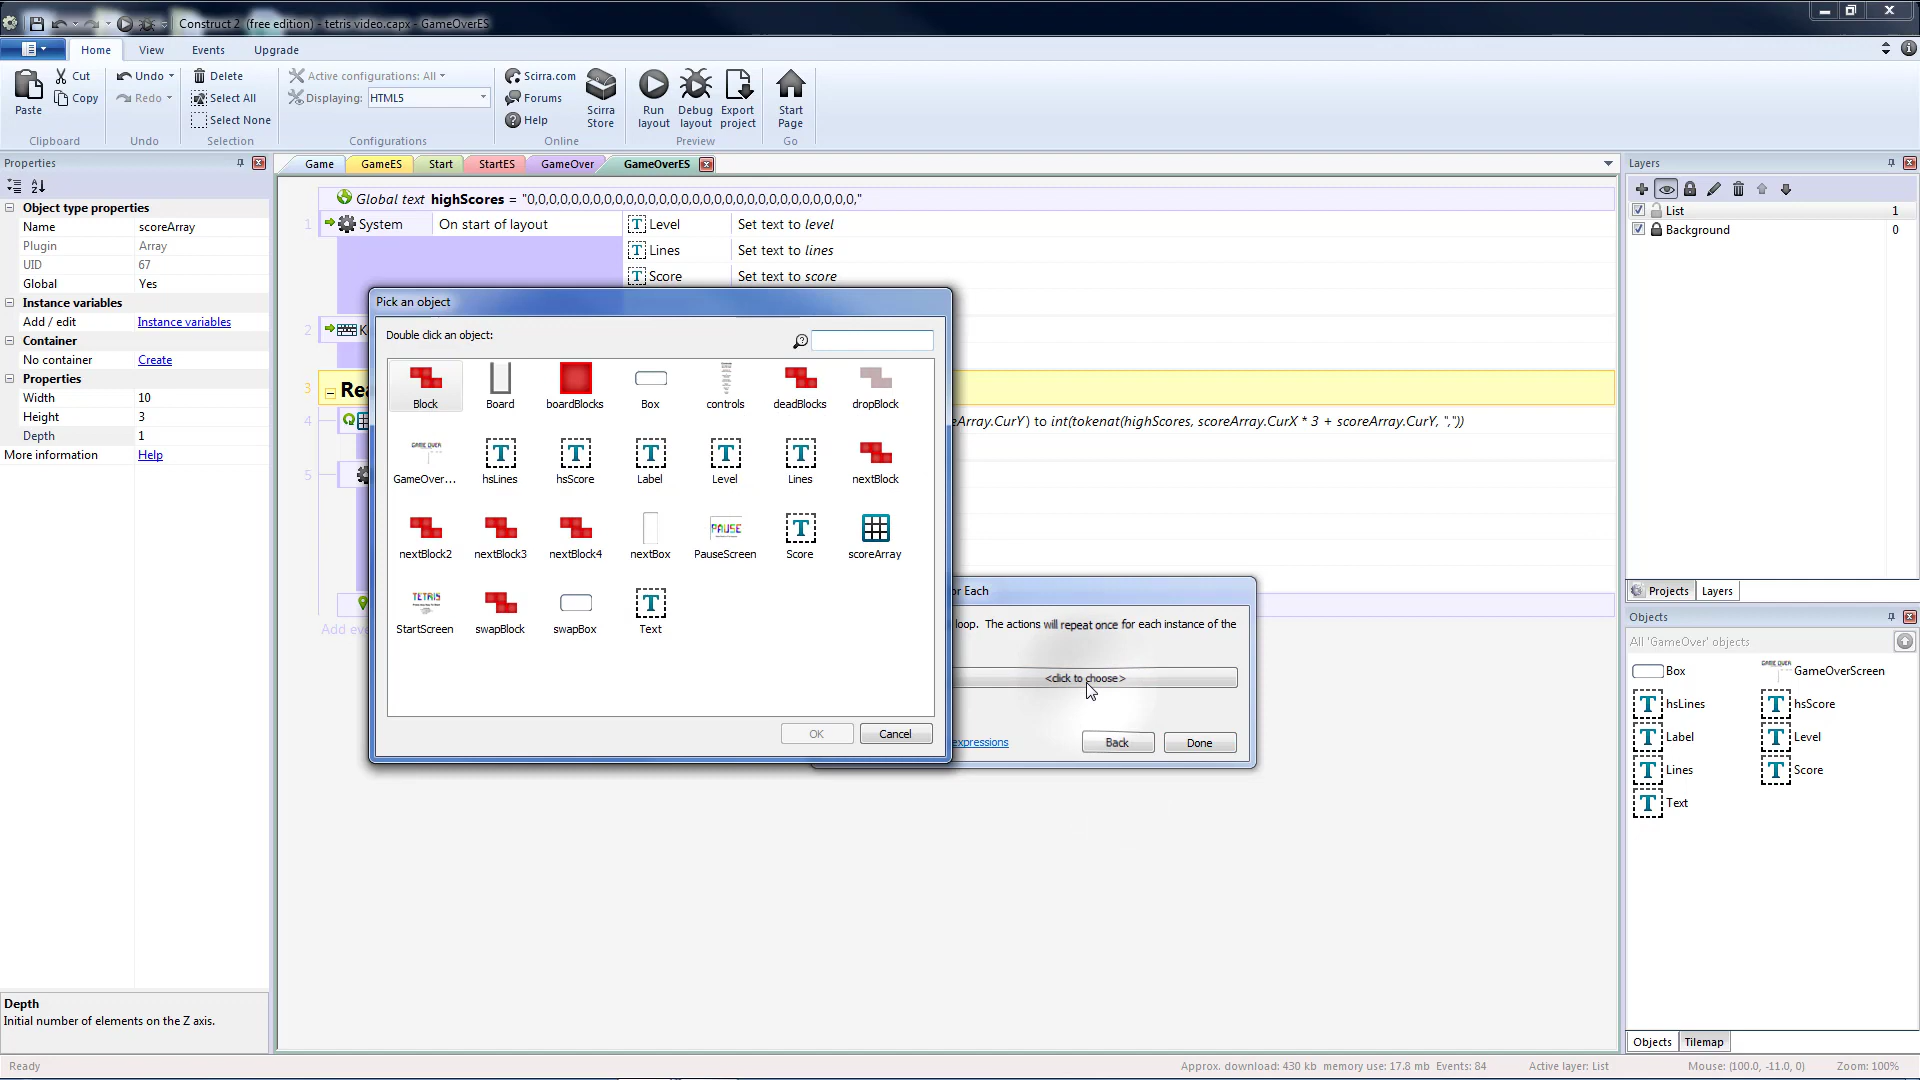 Construct 2 (free edition) - tetris video.capx - GameOverES
Home View Events Upgrade
Paste
Cut
Copy
Clipboard
Undo
Redo
Undo
Delete
Select All
Select None
Selection
Active configurations: All
Displaying: HTML5
Configurations
Scirra.com
Forums
Help
Scirra Store
Online
Run layout
Debug layout
Export project
Preview
Start Page
Go
Properties
Object type properties
Name scoreArray
Plugin Array
UID 67
Global Yes
Instance variables
Add / edit Instance variables
Container
No container Create
Properties
Width 10
Height 3
Depth 1
More information Help
Depth
Initial number of elements on the Z axis.
Game GameES Start StartES GameOver GameOverES
Global text highScores = "0,0,0,0,0,0,0,0,0,0,0,0,0,0,0,0,0,0,0,0,0,0,0,0,0,0,0,0,0,0,"
1 System On start of layout
Level Set text to level
Lines Set text to lines
Score Set text to score
2 K
3 Rea
4 eArray.CurY) to int(tokenat(highScores, scoreArray.CurX * 3 + scoreArray.CurY, ","))
5
Add eve
Pick an object
Double click an object:
Block Board boardBlocks Box controls deadBlocks dropBlock
GameOver... hsLines hsScore Label Level Lines nextBlock
nextBlock2 nextBlock3 nextBlock4 nextBox PauseScreen Score scoreArray
StartScreen swapBlock swapBox Text
OK Cancel
or Each
loop. The actions will repeat once for each instance of the
<click to choose>
expressions
Back Done
Layers
List 1
Background 0
Projects Layers
Objects
All 'GameOver' objects
Box GameOverScreen
hsLines hsScore
Label Level
Lines Score
Text
Objects Tilemap
Ready
Approx. download: 430 kb memory use: 17.8 mb Events: 84 Active layer: List Mouse: (100.0, -11.0, 0) Zoom: 100%